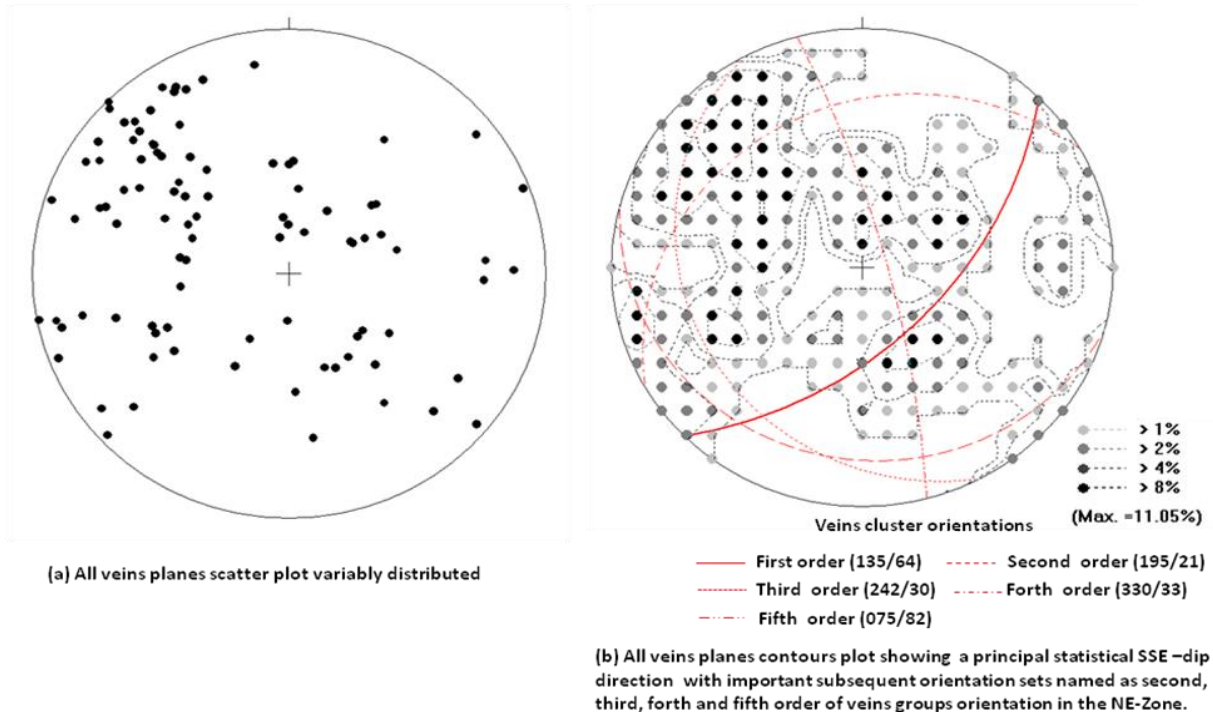 > 1%
> 2%
> 4%
> 8%
(Max. =11.05%)
Veins cluster orientations
First order (135/64)
Second order (195/21)
Third order (242/30)
Forth order (330/33)
Fifth order (075/82)
(a) All veins planes scatter plot variably distributed
(b) All veins planes contours plot showing a principal statistical SSE –dip
direction with important subsequent orientation sets named as second,
third, forth and fifth order of veins groups orientation in the NE-Zone.